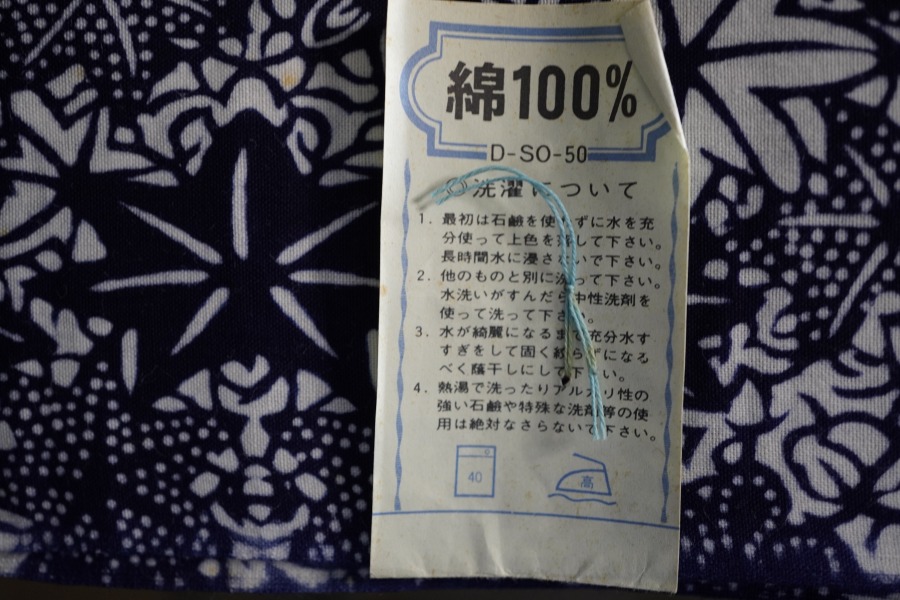 綿100%
D-SO-50
洗濯について
1. 最初は石鹼を使わずに水を充
分使って上色を落して下さい。
長時間水に浸さないで下さい。
2. 他のものと別に洗って下さい。
水洗いがすんだら中性洗剤を
使って洗って下さい。
3. 水が綺麗になるまで充分水す
すぎをして固く絞らずになる
べく蔭干しにして下さい。
4. 熱湯で洗ったりアルカリ性の
強い石鹼や特殊な洗剤等の使
用は絶対なさらないで下さい。
40
高